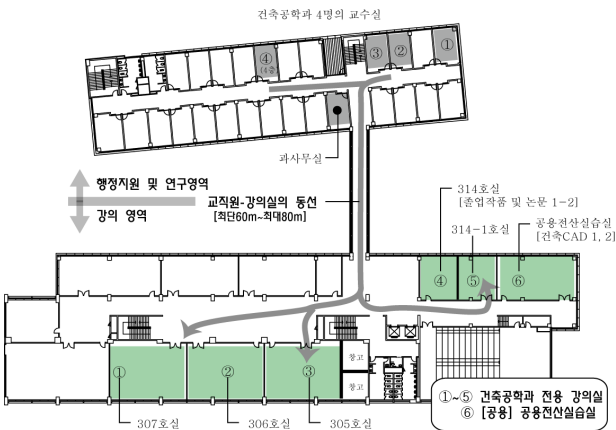 건축공학과 4명의 교수실
④
③
②
①
과사무실
행정지원 및 연구영역
강의 영역
교직원-강의실의 동선
[최단60m~최대80m]
314호실
[졸업작품 및 논문 1-2]
314-1호실
공용전산실습실
[건축CAD 1, 2]
④
⑤
⑥
①
②
③
창고
창고
307호실
306호실
305호실
①~⑤ 건축공학과 전용 강의실
⑥ [공용] 공용전산실습실